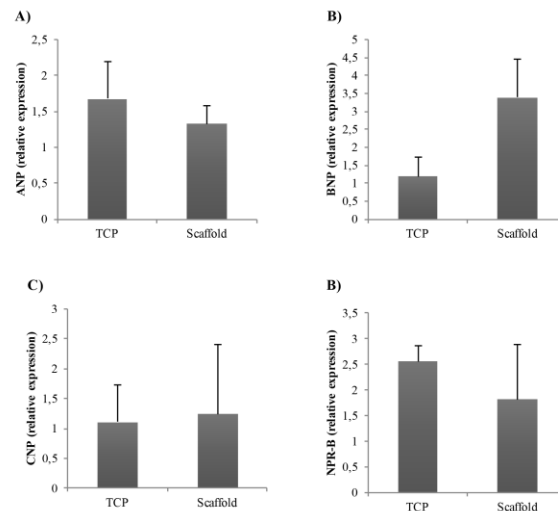 A)
ANP (relative expression)
2,5
2
1,5
1
0,5
0
TCP Scaffold
B)
BNP (relative expression)
5
4,5
4
3,5
3
2,5
2
1,5
1
0,5
0
TCP Scaffold
C)
CNP (relative expression)
3
2,5
2
1,5
1
0,5
0
TCP Scaffold
B)
NPR-B (relative expression)
3,5
3
2,5
2
1,5
1
0,5
0
TCP Scaffold